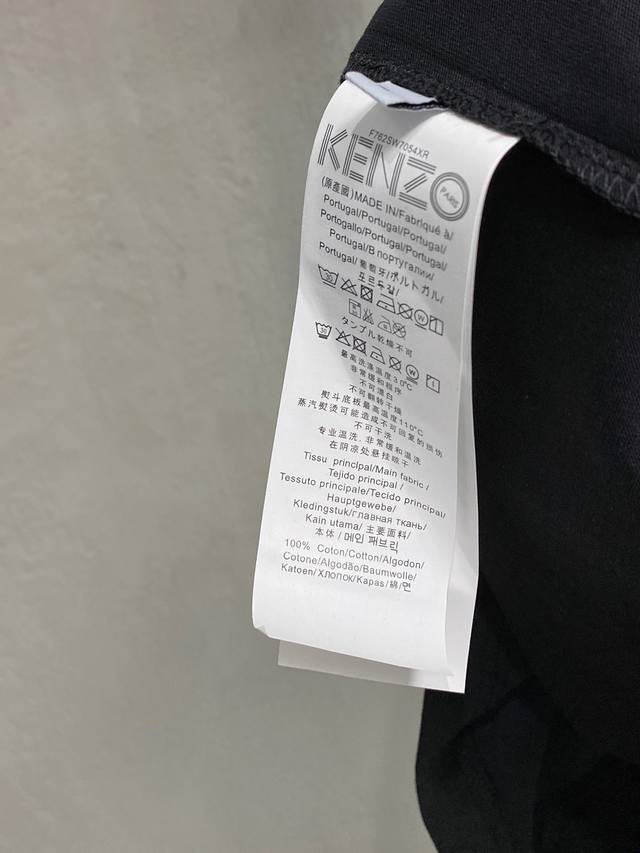 F762SW7054XR
KENZO
PARIS
(原產國)MADE IN/Fabriqué à/
Portugal/Portugal/Portugal/
Portogallo/Portugal/Portugal/
Portugal/Португалии/
Portugal/葡萄牙/ポルトガル/
포르투갈/
タンブル乾燥不可
最高洗涤温度30°C
非常缓和程序
不可漂白
不可翻转干燥
熨斗底板最高温度110°C
蒸汽熨烫可能造成不可回复的损伤
不可干洗
专业湿洗,非常缓和湿洗
在阴凉处悬挂晾干
Tissu principal/Main fabric/
Tejido principal /
Tessuto principale/Tecido principal/
Hauptgewebe/
Kledingstuk/главная ткань/
Kain utama/ 主要面料/
本体/ 메인 패브릭
100% Coton/Cotton/Algodon/
Cotone/Algodão/Baumwolle/
Katoen/ Хлопок/Kapas/ 綿/면